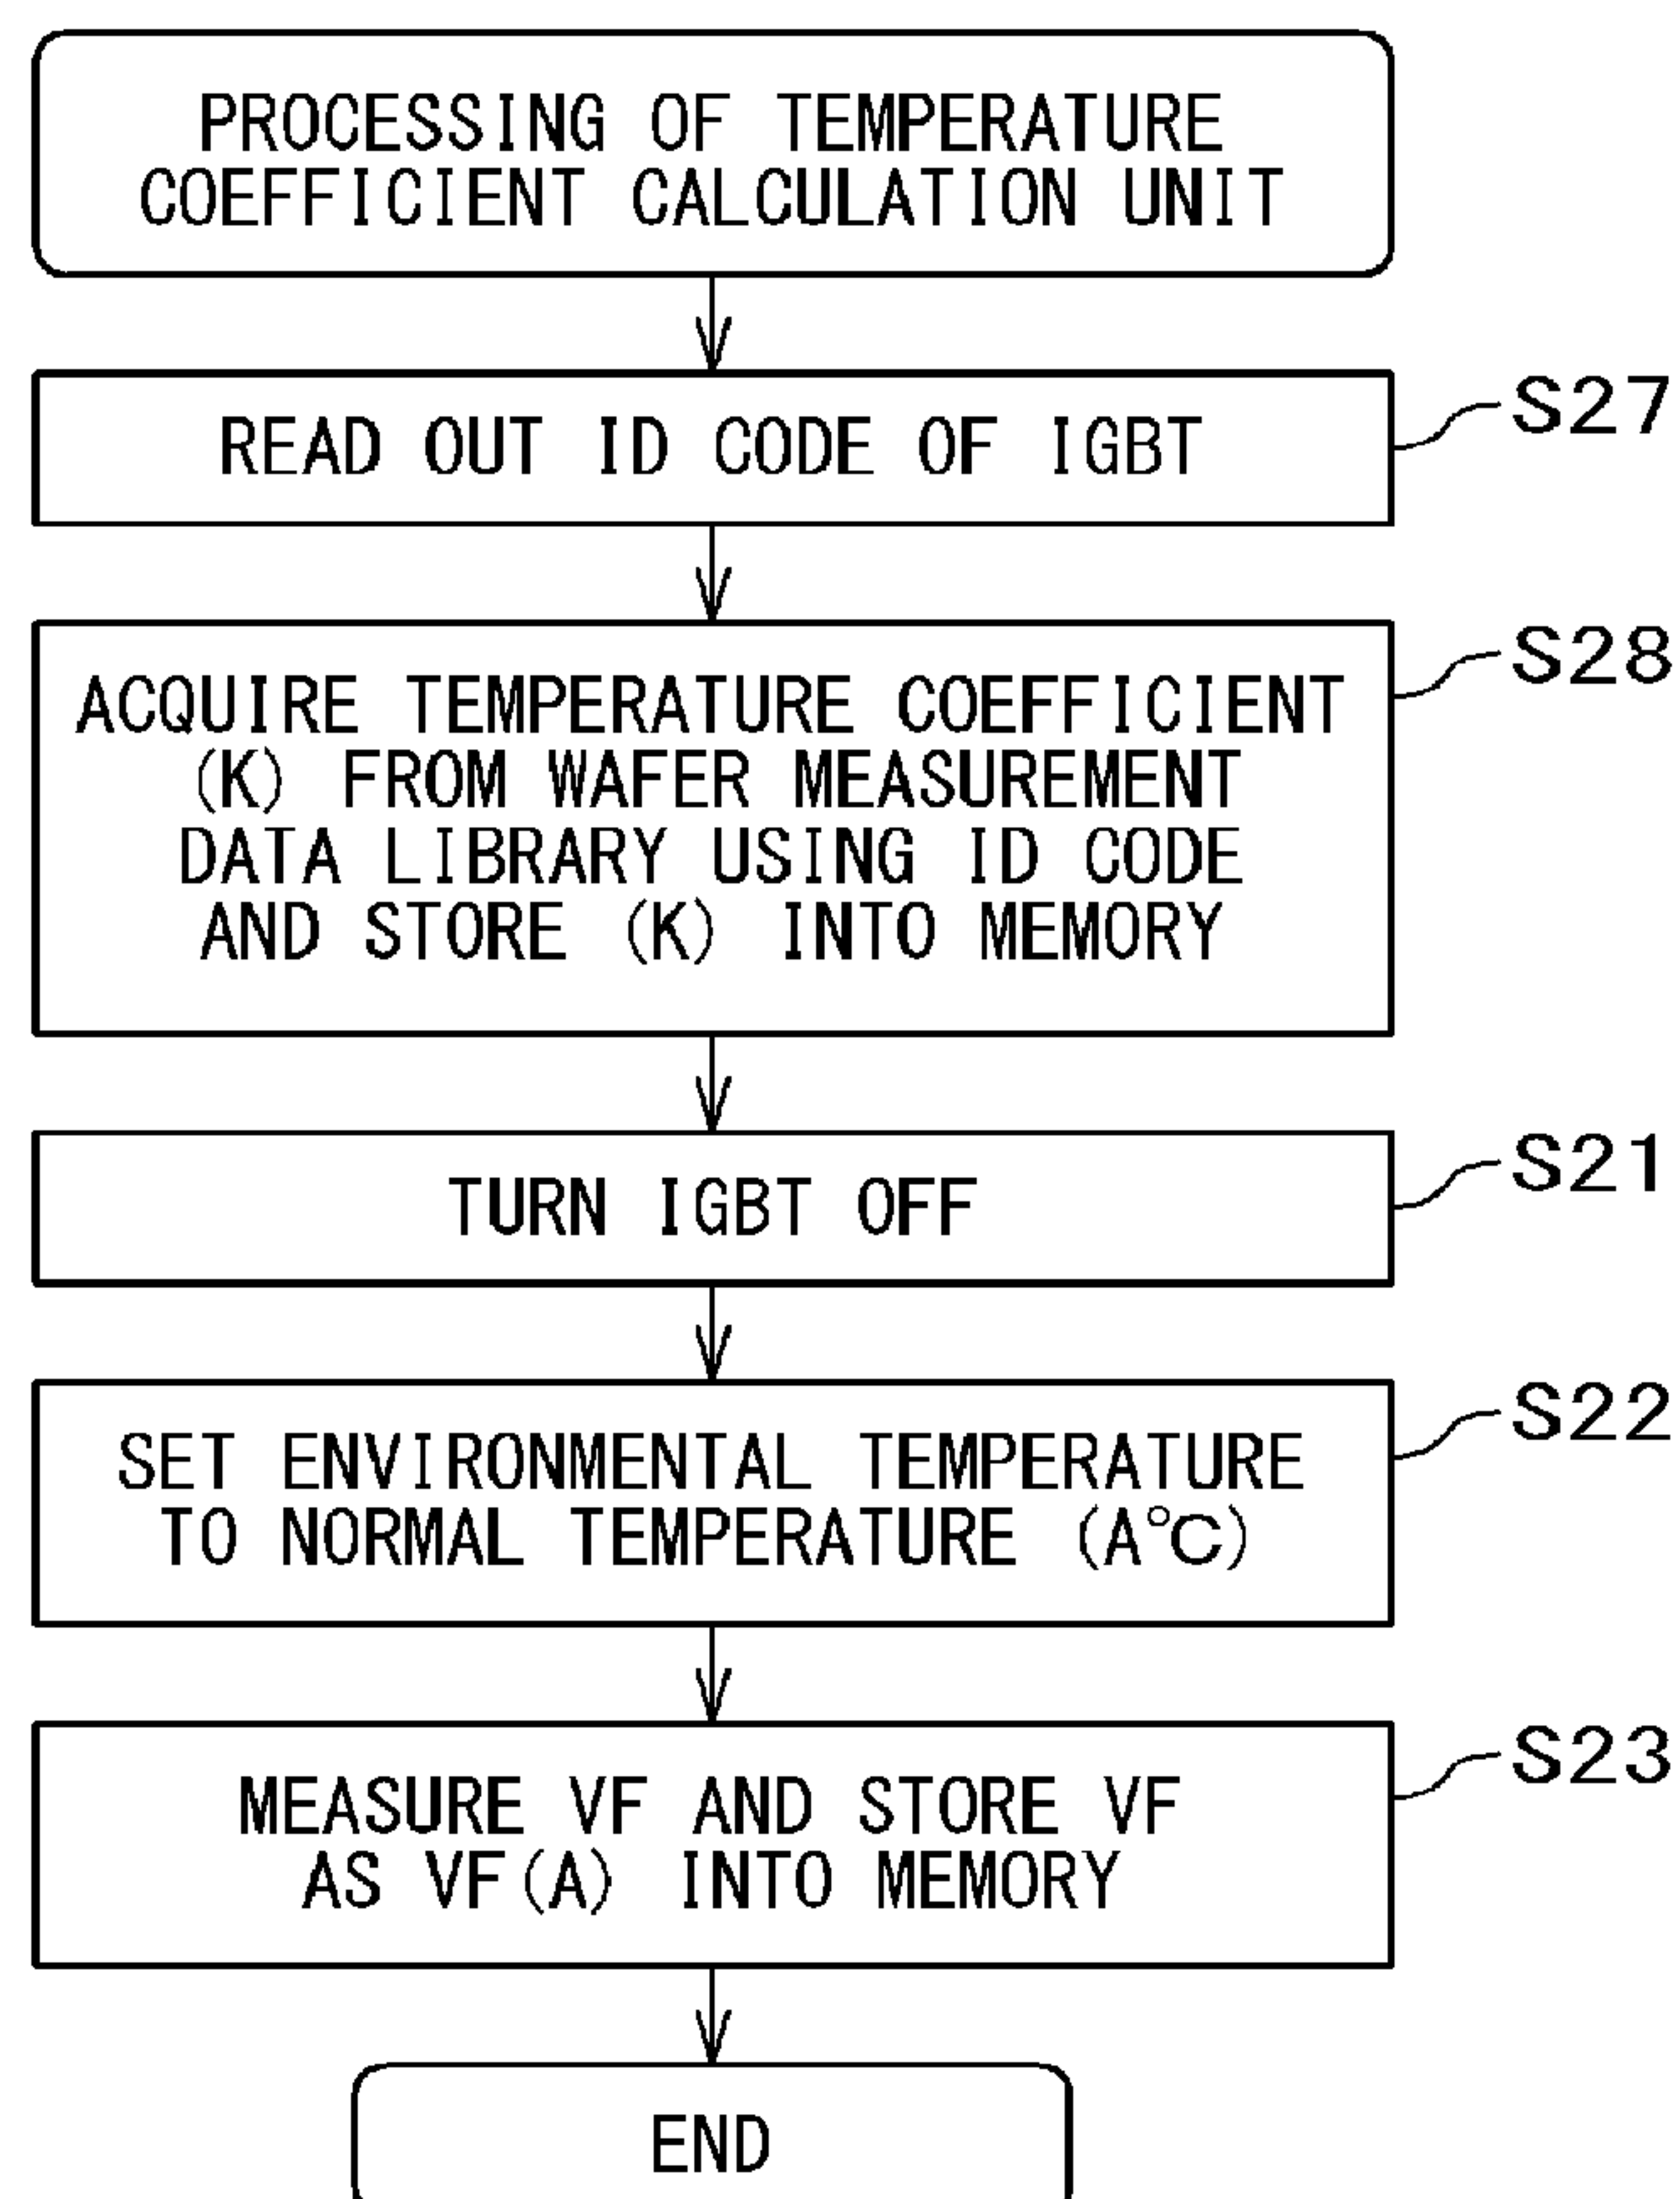 PROCESSING OF TEMPERATURE
COEFFICIENT CALCULATION UNIT
READ OUT ID CODE OF IGBT
S27
ACQUIRE TEMPERATURE COEFFICIENT
(K) FROM WAFER MEASUREMENT
DATA LIBRARY USING ID CODE
AND STORE (K) INTO MEMORY
S28
TURN IGBT OFF
S21
SET ENVIRONMENTAL TEMPERATURE
TO NORMAL TEMPERATURE (A°C)
S22
MEASURE VF AND STORE VF
AS VF(A) INTO MEMORY
S23
END